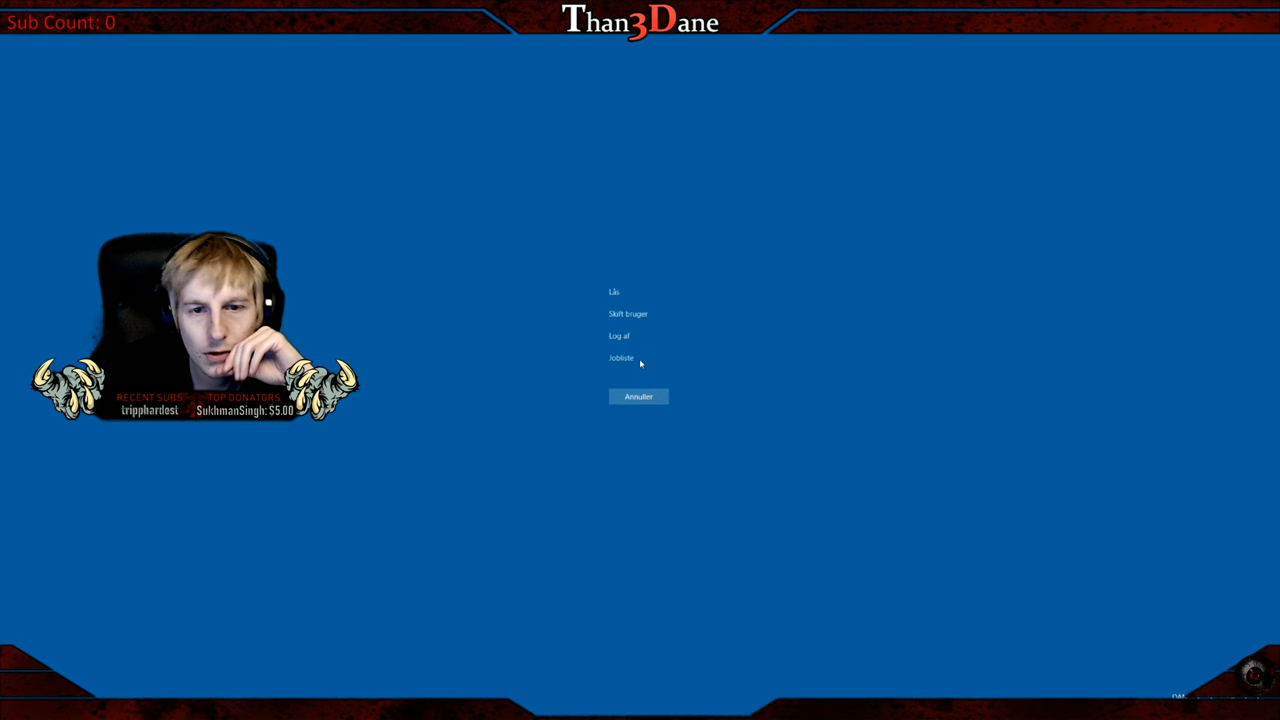 Sub Count: 0
Than3Dane
Lås
Skift bruger
Log af
Jobliste
Annuller
RECENT SUBS
TOP DONATORS
tripphardost
SukhmanSingh: $5.00